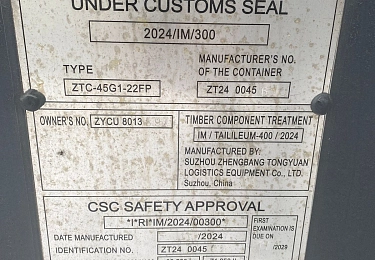 UNDER CUSTOMS SEAL
2024/IM/300
TYPE
MANUFACTURER'S NO.
OF THE CONTAINER
ZTC-45G1-22FP
ZT24 0045
OWNER'S NO.
ZYCU 8013
TIMBER COMPONENT TREATMENT
IM / TAILILEUM-400 / 2024
MANUFACTURED BY:
SUZHOU ZHENGBANG TONGYUAN
LOGISTICS EQUIPMENT Co., LTD.
Suzhou, China
CSC SAFETY APPROVAL
*I*RI*IM/2024/00300*
DATE MANUFACTURED
/2024
IDENTIFICATION NO.
ZT24 0045
FIRST
EXAMINATION IS
DUE ON
/2029